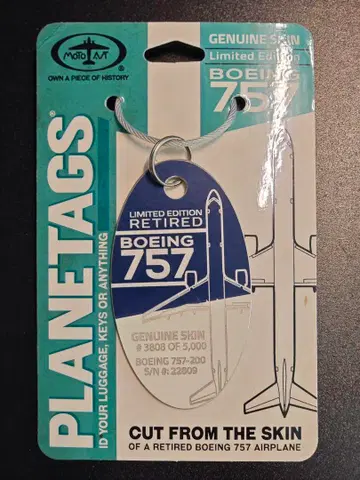 MOTOART
OWN A PIECE OF HISTORY
GENUINE SKIN
Limited Edition
BOEING
757
PLANETAGS®
ID YOUR LUGGAGE, KEYS OR ANYTHING
LIMITED EDITION
RETIRED
BOEING
757
GENUINE SKIN
# 3808 OF 5,000
BOEING 757-200
S/N #: 22809
CUT FROM THE SKIN
OF A RETIRED BOEING 757 AIRPLANE